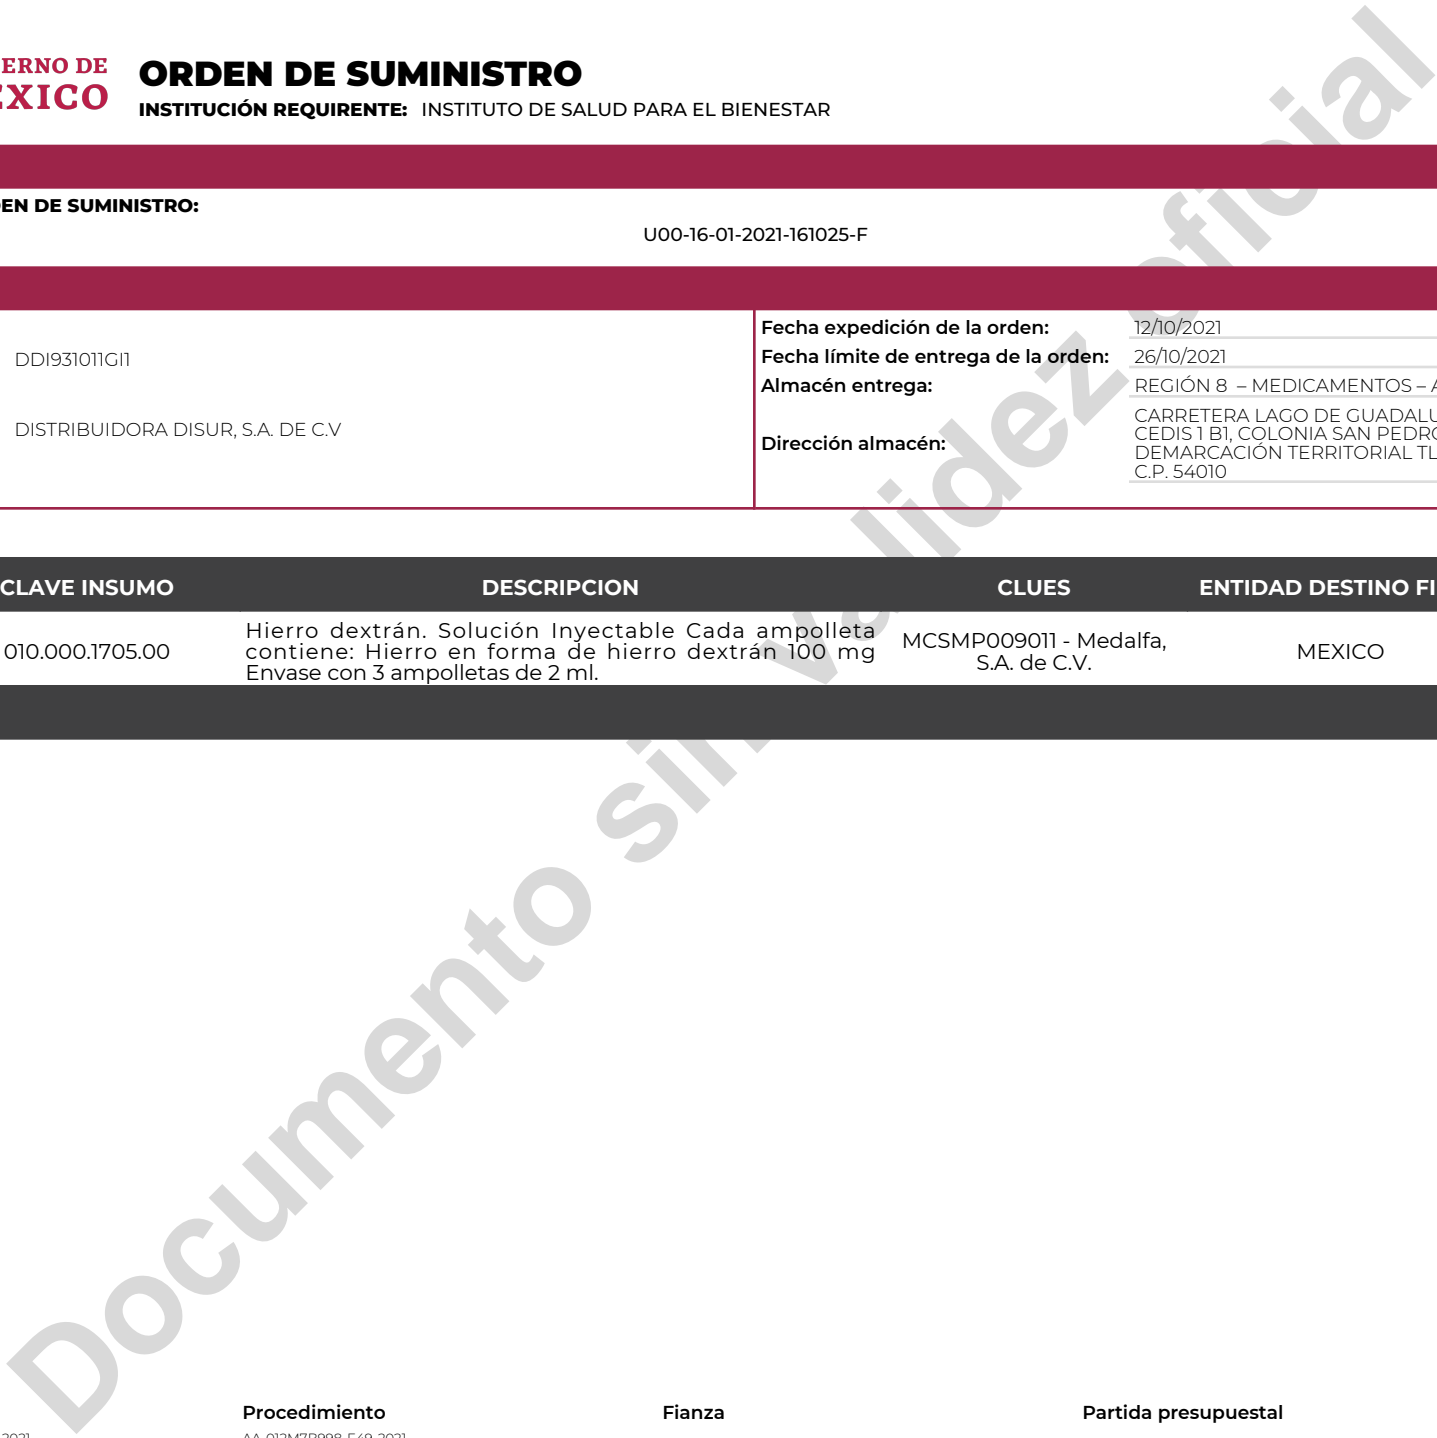 ERNO DE
EXICO
ORDEN DE SUMINISTRO
INSTITUCIÓN REQUIRENTE: INSTITUTO DE SALUD PARA EL BIENESTAR
EN DE SUMINISTRO:
U00-16-01-2021-161025-F
DDI931011GI1
DISTRIBUIDORA DISUR, S.A. DE C.V
Fecha expedición de la orden: 12/10/2021
Fecha límite de entrega de la orden: 26/10/2021
Almacén entrega: REGIÓN 8 – MEDICAMENTOS – A
Dirección almacén:
CARRETERA LAGO DE GUADALU
CEDIS 1 B1, COLONIA SAN PEDRO
DEMARCACIÓN TERRITORIAL TL
C.P. 54010
CLAVE INSUMO DESCRIPCION CLUES ENTIDAD DESTINO FI
010.000.1705.00
Hierro dextrán. Solución Inyectable Cada ampolleta
contiene: Hierro en forma de hierro dextrán 100 mg
Envase con 3 ampolletas de 2 ml.
MCSMP009011 - Medalfa,
S.A. de C.V.
MEXICO
Documento sin validez oficial
Procedimiento Fianza Partida presupuestal